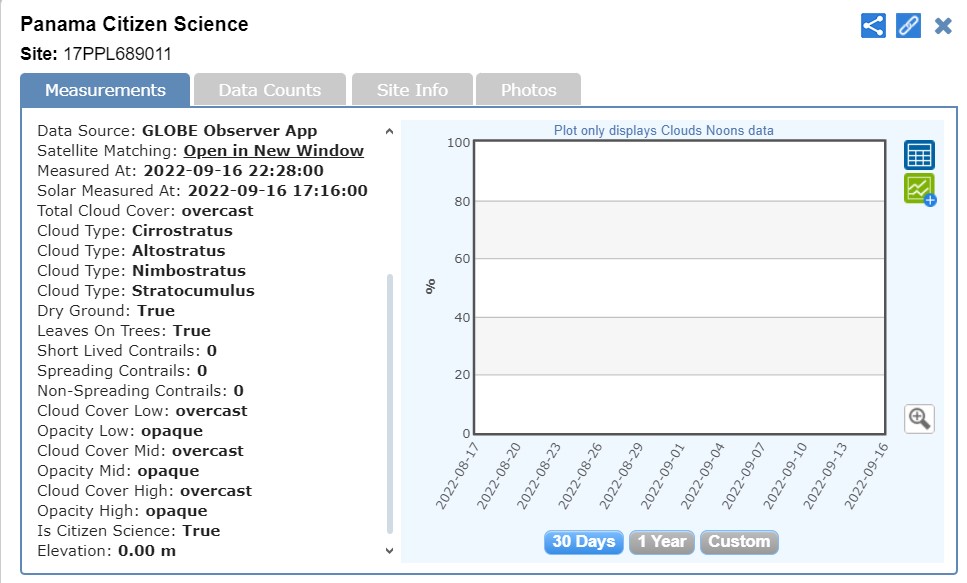 Panama Citizen Science
Site: 17PPL689011
Measurements
Data Counts
Site Info
Photos
Data Source: GLOBE Observer App
Satellite Matching: Open in New Window
Measured At: 2022-09-16 22:28:00
Solar Measured At: 2022-09-16 17:16:00
Total Cloud Cover: overcast
Cloud Type: Cirrostratus
Cloud Type: Altostratus
Cloud Type: Nimbostratus
Cloud Type: Stratocumulus
Dry Ground: True
Leaves On Trees: True
Short Lived Contrails: 0
Spreading Contrails: 0
Non-Spreading Contrails: 0
Cloud Cover Low: overcast
Opacity Low: opaque
Cloud Cover Mid: overcast
Opacity Mid: opaque
Cloud Cover High: overcast
Opacity High: opaque
Is Citizen Science: True
Elevation: 0.00 m
Plot only displays Clouds Noons data
100
80
60
40
20
0
%
2022-08-17
2022-08-20
2022-08-23
2022-08-26
2022-08-29
2022-09-01
2022-09-04
2022-09-07
2022-09-10
2022-09-13
2022-09-16
30 Days
1 Year
Custom